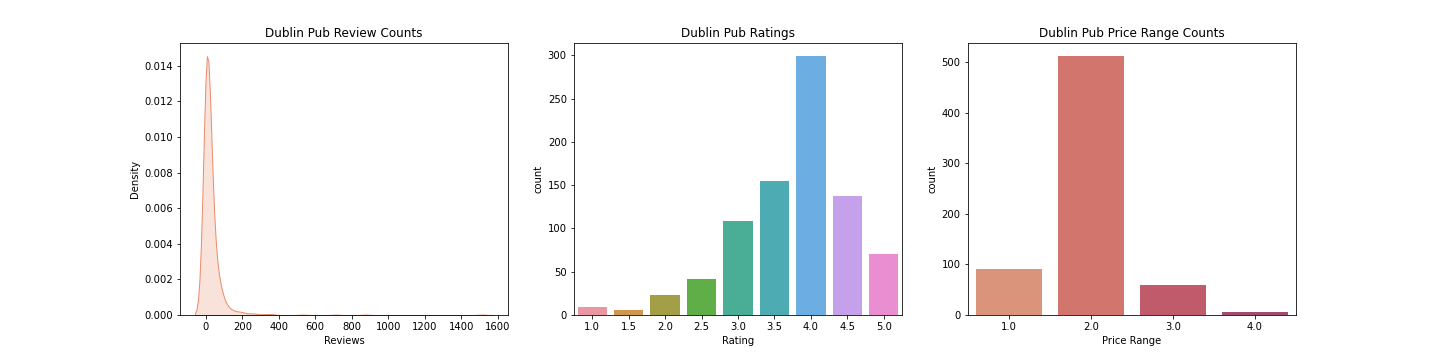 Dublin Pub Review Counts
0.014
0.012
0.010
0.008
0.006
0.004
0.002
0.000
Density
0 200 400 600 800 1000 1200 1400 1600
Reviews
Dublin Pub Ratings
300
250
200
150
100
50
0
count
1.0 1.5 2.0 2.5 3.0 3.5 4.0 4.5 5.0
Rating
Dublin Pub Price Range Counts
500
400
300
200
100
0
count
1.0 2.0 3.0 4.0
Price Range